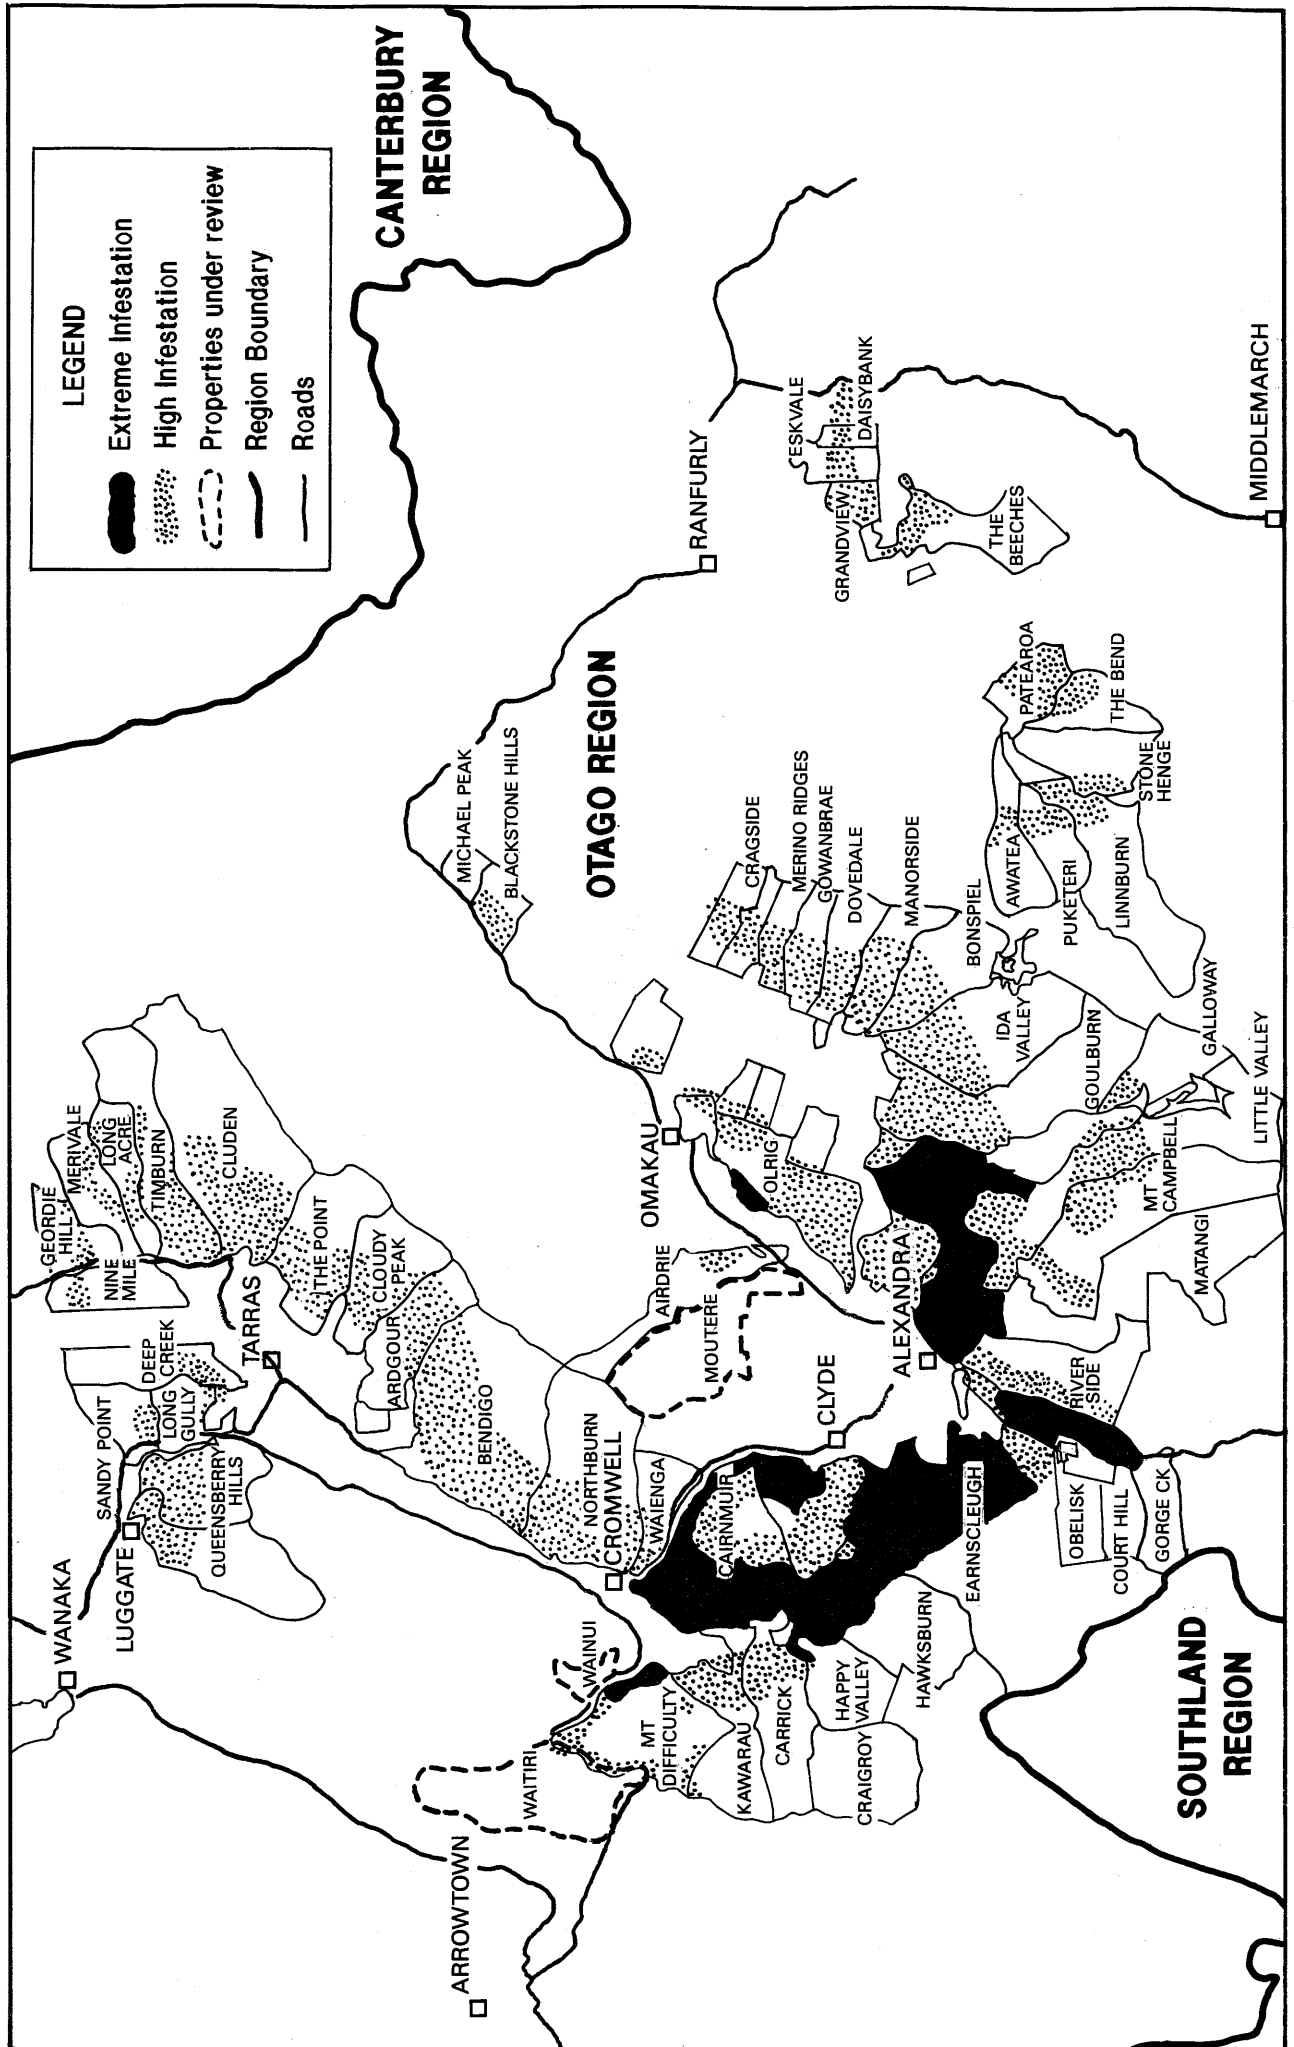 CANTERBURY
REGION
LEGEND
Extreme Infestation
High Infestation
Properties under review
Region Boundary
Roads
OTAGO REGION
SOUTHLAND
REGION
WANAKA
LUGGATE
SANDY POINT
LONG
GULLY
DEEP
CREEK
QUEENSBERRY
HILLS
TARRAS
GEORDIE
HILL
NINE
MILE
MERIVALE
LONG
ACRE
TIMBURN
CLUDEN
THE POINT
CLOUDY
PEAK
ARDGOUR
BENDIGO
NORTHBURN
CROMWELL
WAIENGA
CAIRNMUIR
AIRDRIE
MOUTERE
OMAKAU
OLRIG
CLYDE
ALEXANDRA
EARNSCLEUGH
RIVER
SIDE
OBELISK
COURT HILL
GORGE CK
ARROWTOWN
WAITIRI
WAINUI
MT
DIFFICULTY
KAWARAU
CARRICK
HAPPY
VALLEY
CRAIGROY
HAWKSBURN
MICHAEL PEAK
BLACKSTONE HILLS
RANFURLY
ESKVALE
DAISYBANK
GRANDVIEW
THE
BEECHES
MIDDLEMARCH
CRAGSIDE
MERINO RIDGES
GOWANBRAE
DOVEDALE
MANORSIDE
BONSPIEL
IDA
VALLEY
GOULBURN
AWATEA
PUKETERI
LINNBURN
PATEAROA
THE BEND
STONE
HENGE
GALLOWAY
LITTLE VALLEY
MT
CAMPBELL
MATANGI